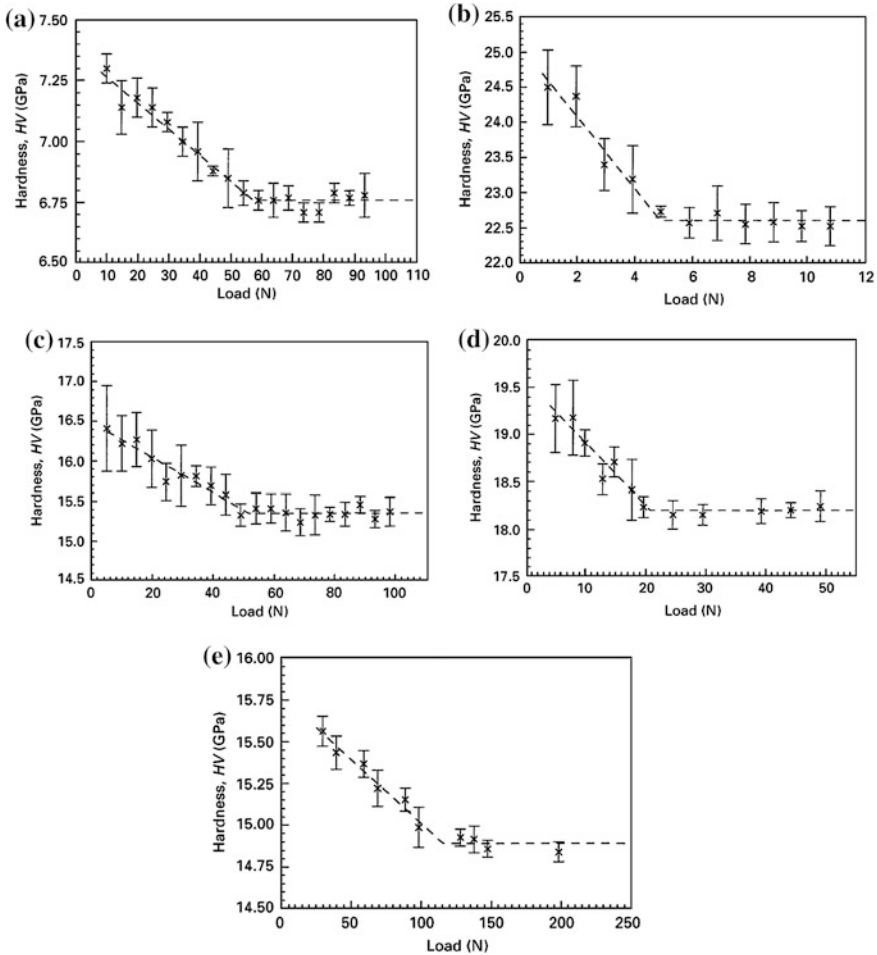 (a)
7.50
7.25
7.00
6.75
6.50
Hardness, HV (GPa)
0 10 20 30 40 50 60 70 80 90 100 110
Load (N)
(b)
25.5
25.0
24.5
24.0
23.5
23.0
22.5
22.0
Hardness, HV (GPa)
0 2 4 6 8 10 12
Load (N)
(c)
17.5
17.0
16.5
16.0
15.5
15.0
14.5
Hardness, HV (GPa)
0 20 40 60 80 100
Load (N)
(d)
20.0
19.5
19.0
18.5
18.0
17.5
Hardness, HV (GPa)
0 10 20 30 40 50
Load (N)
(e)
16.00
15.75
15.50
15.25
15.00
14.75
14.50
Hardness, HV (GPa)
0 50 100 150 200 250
Load (N)